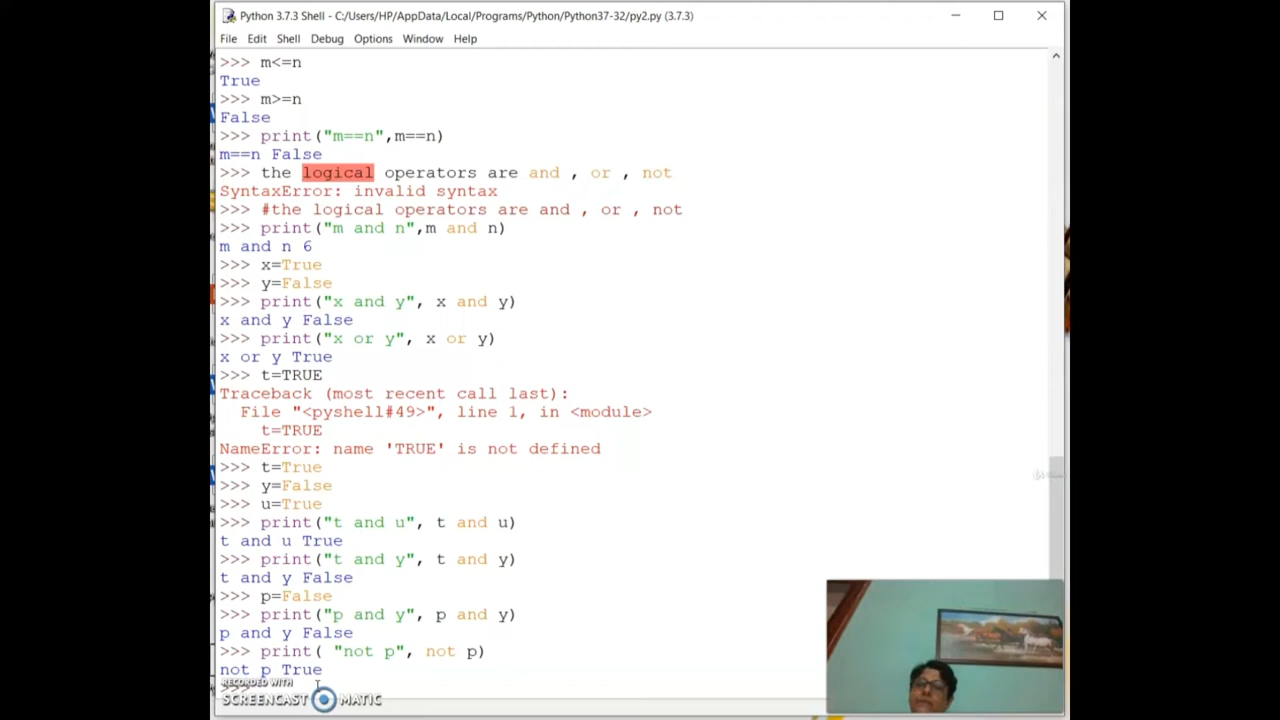 Python 3.7.3 Shell - C:/Users/HP/AppData/Local/Programs/Python/Python37-32/py2.py (3.7.3)
File Edit Shell Debug Options Window Help
>>> m<=n
True
>>> m>=n
False
>>> print("m==n",m==n)
m==n False
>>> the logical operators are and , or , not
SyntaxError: invalid syntax
>>> #the logical operators are and , or , not
>>> print("m and n",m and n)
m and n 6
>>> x=True
>>> y=False
>>> print("x and y", x and y)
x and y False
>>> print("x or y", x or y)
x or y True
>>> t=TRUE
Traceback (most recent call last):
  File "<pyshell#49>", line 1, in <module>
    t=TRUE
NameError: name 'TRUE' is not defined
>>> t=True
>>> y=False
>>> u=True
>>> print("t and u", t and u)
t and u True
>>> print("t and y", t and y)
t and y False
>>> p=False
>>> print("p and y", p and y)
p and y False
>>> print( "not p", not p)
not p True
>>>
RECORDED WITH
SCREENCAST MATIC